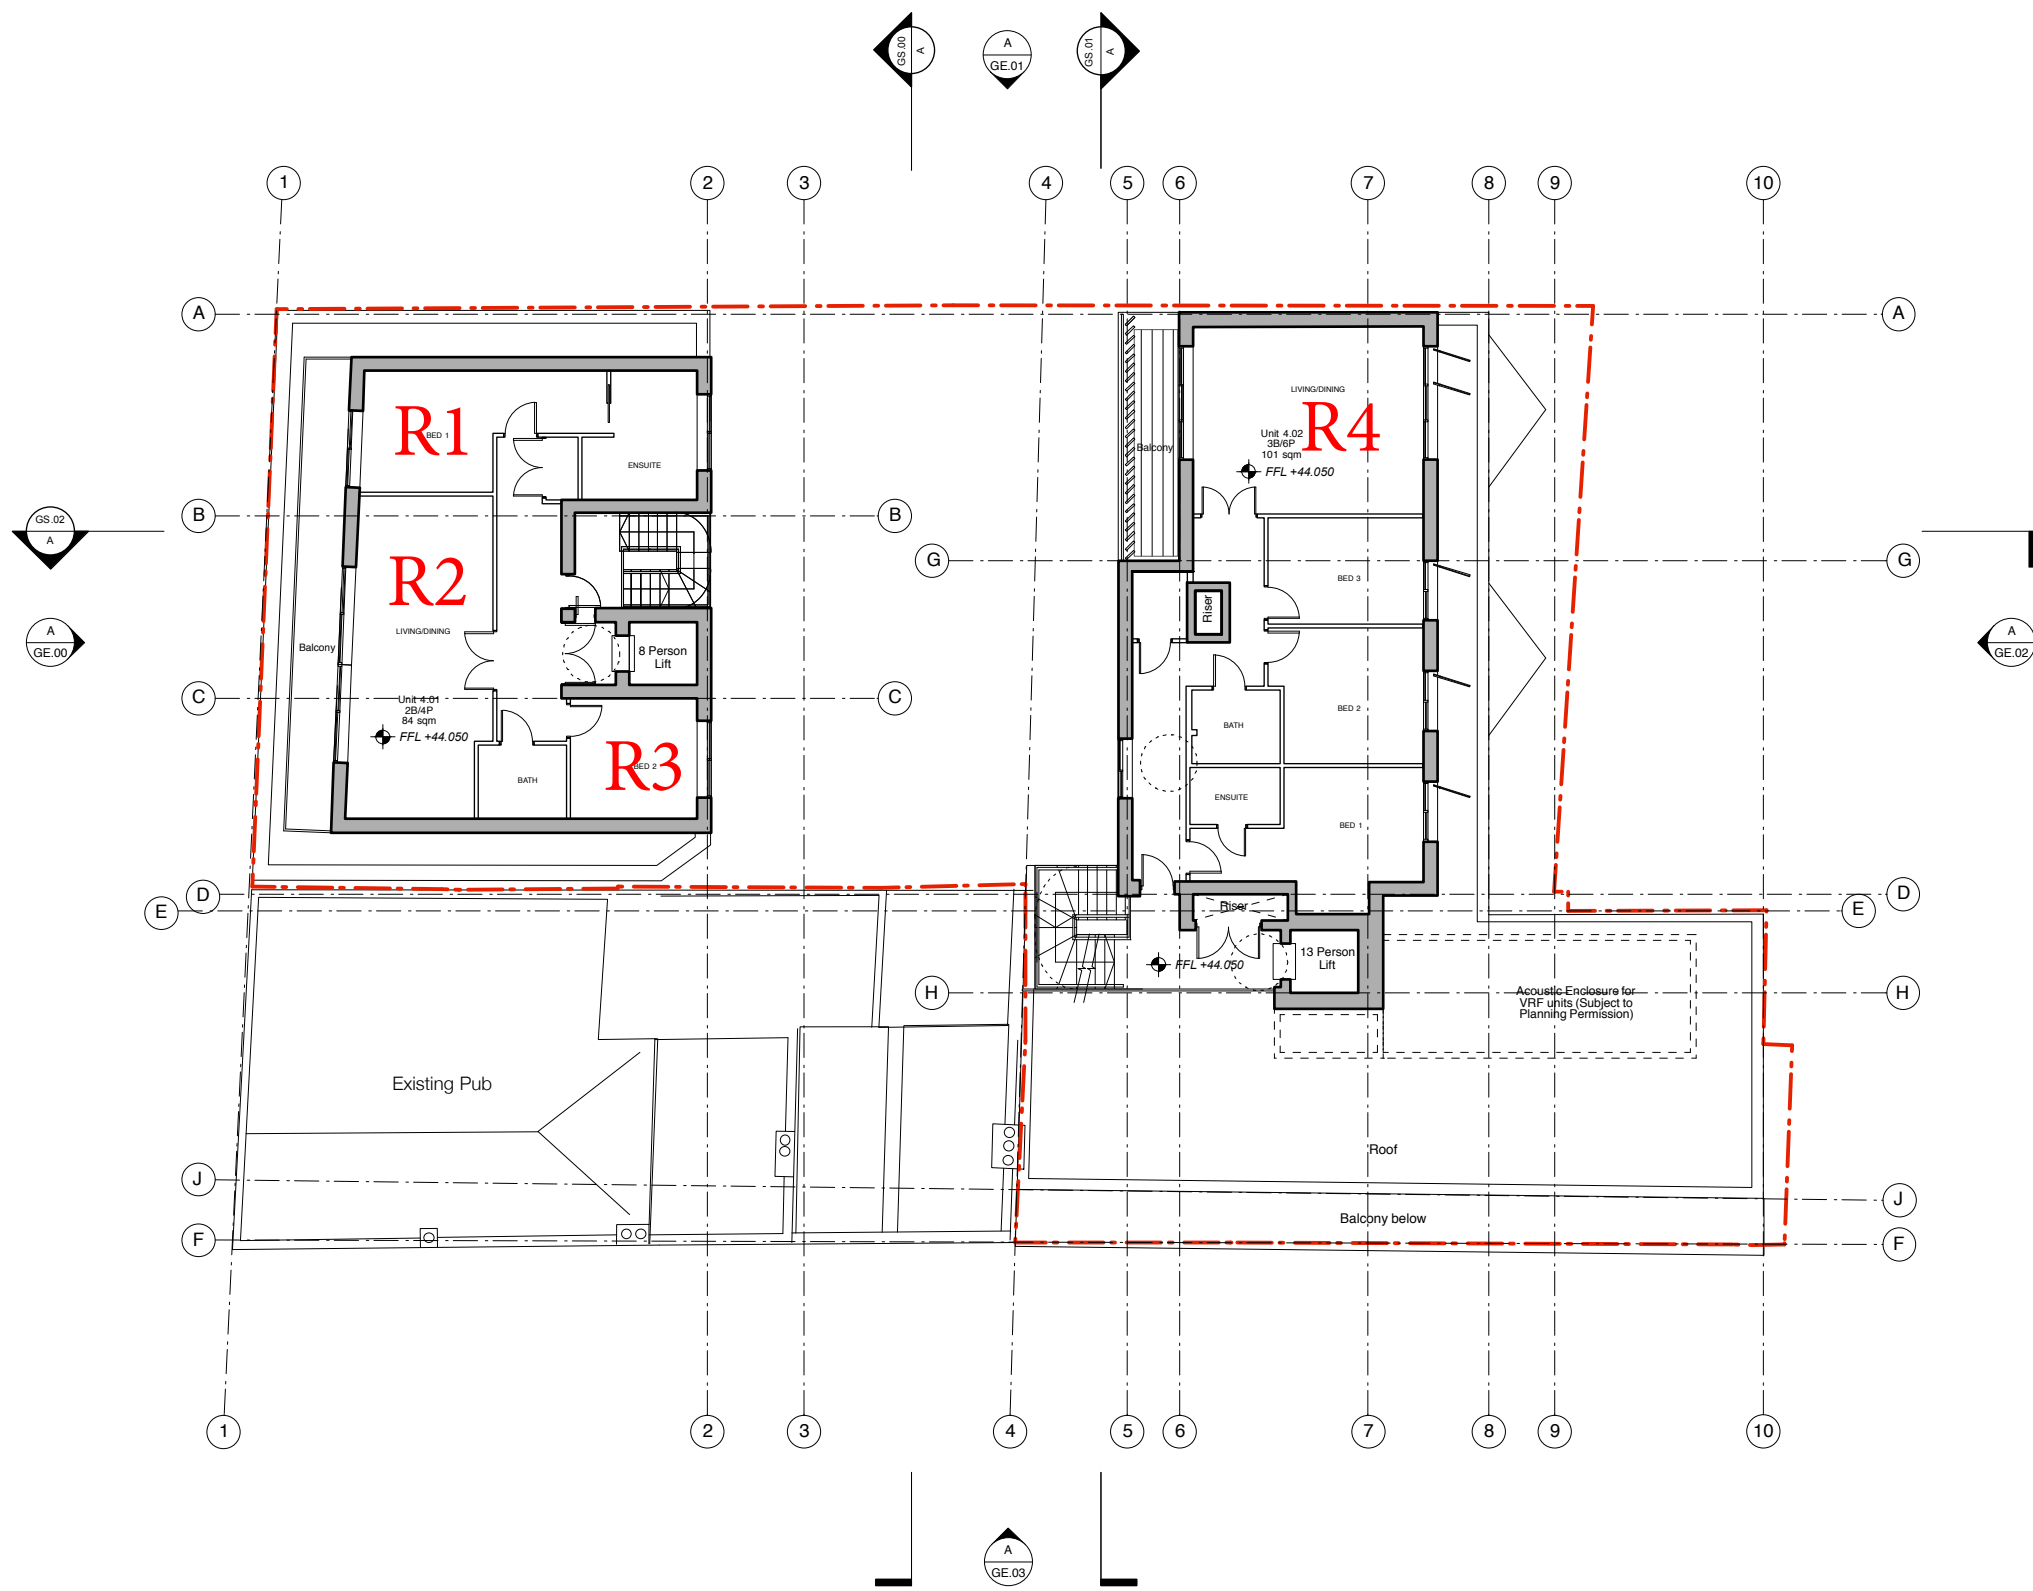 GS.00
A
A
GE.01
GS.01
A
1
2
3
4
5
6
7
8
9
10
A
A
LIVING/DINING
R4
Unit 4.02
3B/6P
101 sqm
FFL +44.050
Balcony
R1
BED 1
ENSUITE
GS.02
A
B
B
G
G
R2
LIVING/DINING
BED 3
Riser
A
GE.00
Balcony
8 Person
Lift
A
GE.02
C
C
Unit 4.01
2B/4P
84 sqm
FFL +44.050
BED 2
BATH
R3
BED 2
BATH
ENSUITE
BED 1
D
D
E
E
Riser
13 Person
Lift
FFL +44.050
H
H
Acoustic Enclosure for
VRF units (Subject to
Planning Permission)
Existing Pub
Roof
J
J
Balcony below
F
F
1
2
3
4
5
6
7
8
9
10
A
GE.03